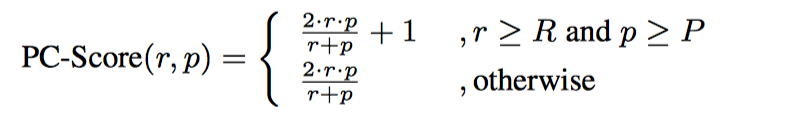 PC-Score(r, p) = { 2·r·p/r+p + 1 , r ≥ R and p ≥ P
2·r·p/r+p , otherwise